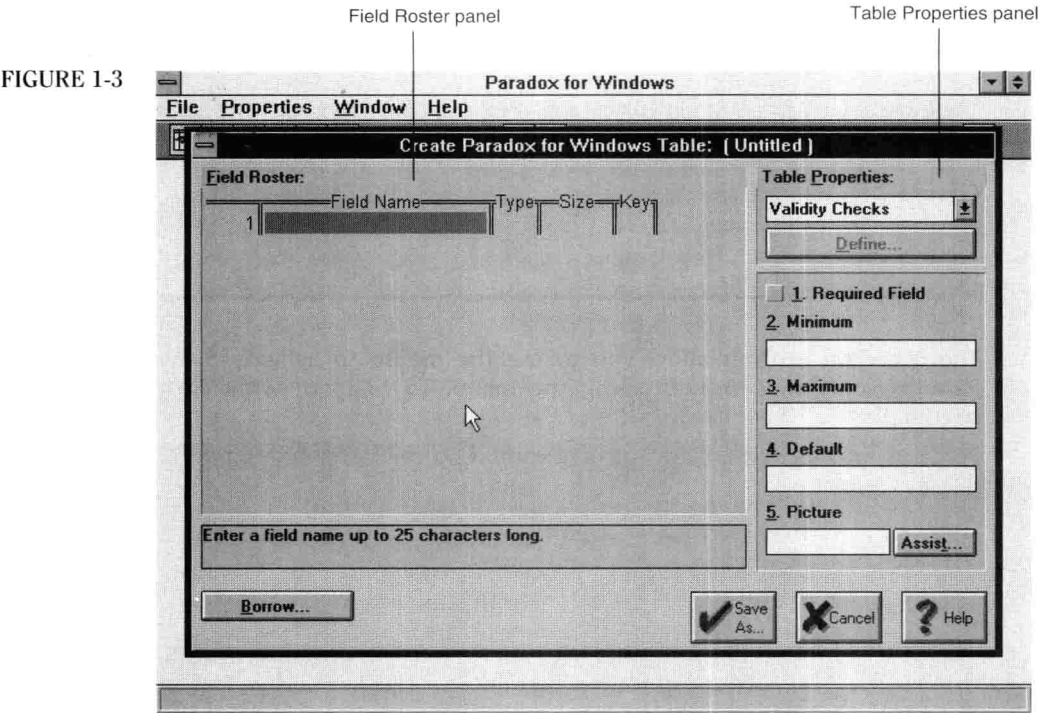 Field Roster panel
Table Properties panel
FIGURE 1-3
Paradox for Windows
File Properties Window Help
Create Paradox for Windows Table: ( Untitled )
Field Roster:
Field Name Type Size Key
1
Table Properties:
Validity Checks
Define...
1. Required Field
2. Minimum
3. Maximum
4. Default
5. Picture
Assist...
Enter a field name up to 25 characters long.
Borrow...
Save As...
Cancel
Help